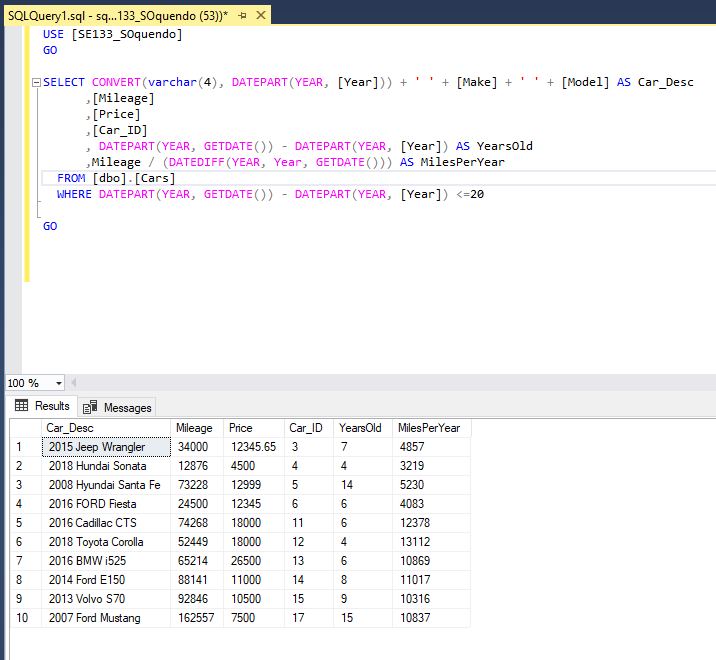 SQLQuery1.sql - sq...133_SOquendo (53))*
USE [SE133_SOquendo]
GO
SELECT CONVERT(varchar(4), DATEPART(YEAR, [Year])) + ' ' + [Make] + ' ' + [Model] AS Car_Desc
,[Mileage]
,[Price]
,[Car_ID]
, DATEPART(YEAR, GETDATE()) - DATEPART(YEAR, [Year]) AS YearsOld
,Mileage / (DATEDIFF(YEAR, Year, GETDATE())) AS MilesPerYear
FROM [dbo].[Cars]
WHERE DATEPART(YEAR, GETDATE()) - DATEPART(YEAR, [Year]) <=20
GO
100 %
Results Messages
Car_Desc Mileage Price Car_ID YearsOld MilesPerYear
1 2015 Jeep Wrangler 34000 12345.65 3 7 4857
2 2018 Hundai Sonata 12876 4500 4 4 3219
3 2008 Hyundai Santa Fe 73228 12999 5 14 5230
4 2016 FORD Fiesta 24500 12345 6 6 4083
5 2016 Cadillac CTS 74268 18000 11 6 12378
6 2018 Toyota Corolla 52449 18000 12 4 13112
7 2016 BMW i525 65214 26500 13 6 10869
8 2014 Ford E150 88141 11000 14 8 11017
9 2013 Volvo S70 92846 10500 15 9 10316
10 2007 Ford Mustang 162557 7500 17 15 10837